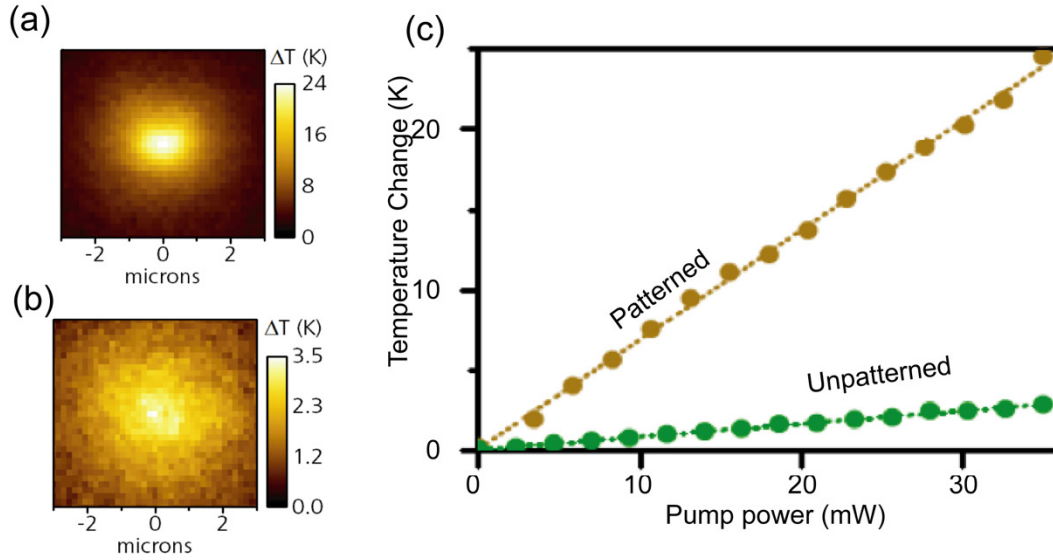 (a)
ΔT (K)
24
16
8
0
-2 0 2
microns
(b)
ΔT (K)
3.5
2.3
1.2
0.0
-2 0 2
microns
(c)
Temperature Change (K)
20
10
0
Patterned
Unpatterned
0 10 20 30
Pump power (mW)